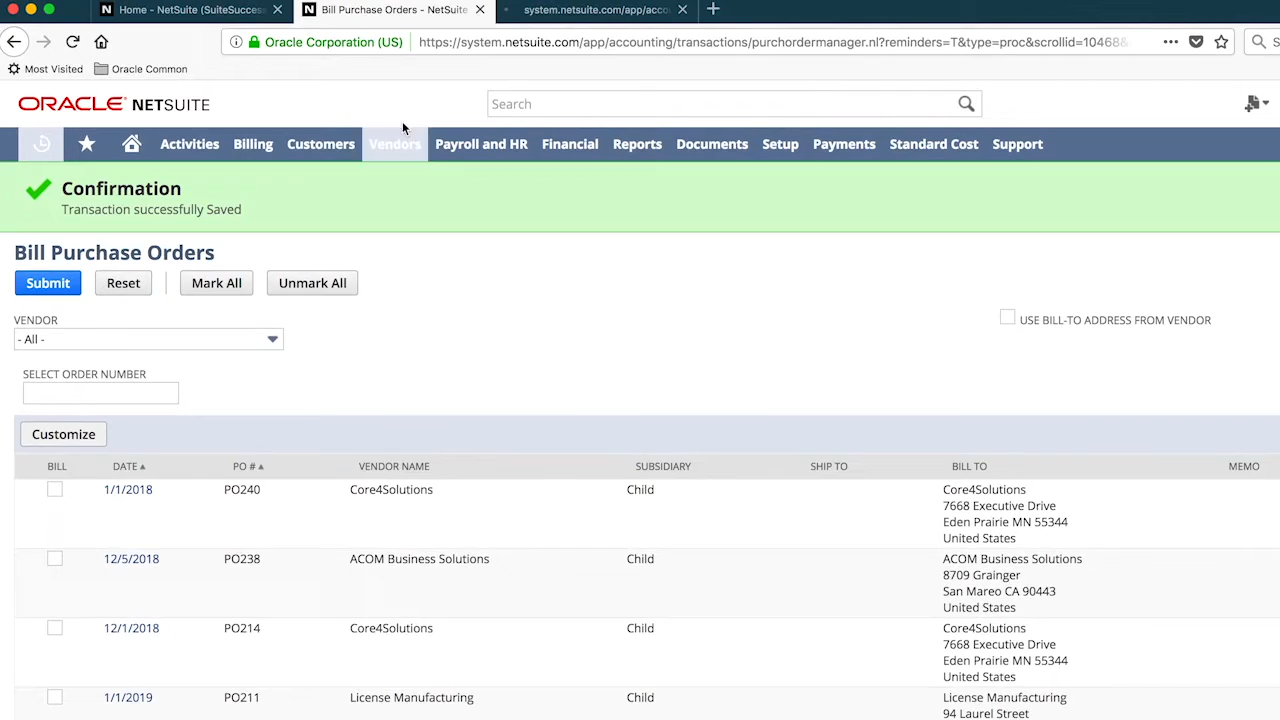 Home - NetSuite (SuiteSuccess
Bill Purchase Orders - NetSuite
system.netsuite.com/app/acco
Oracle Corporation (US)
https://system.netsuite.com/app/accounting/transactions/purchordermanager.nl?reminders=T&type=proc&scrollid=10468&
S
Most Visited
Oracle Common
ORACLE NETSUITE
Search
Activities Billing Customers Vendors Payroll and HR Financial Reports Documents Setup Payments Standard Cost Support
Confirmation
Transaction successfully Saved
Bill Purchase Orders
Submit Reset Mark All Unmark All
VENDOR
- All -
USE BILL-TO ADDRESS FROM VENDOR
SELECT ORDER NUMBER
Customize
BILL DATE PO # VENDOR NAME SUBSIDIARY SHIP TO BILL TO MEMO
1/1/2018 PO240 Core4Solutions Child Core4Solutions
7668 Executive Drive
Eden Prairie MN 55344
United States
12/5/2018 PO238 ACOM Business Solutions Child ACOM Business Solutions
8709 Grainger
San Mareo CA 90443
United States
12/1/2018 PO214 Core4Solutions Child Core4Solutions
7668 Executive Drive
Eden Prairie MN 55344
United States
1/1/2019 PO211 License Manufacturing Child License Manufacturing
94 Laurel Street